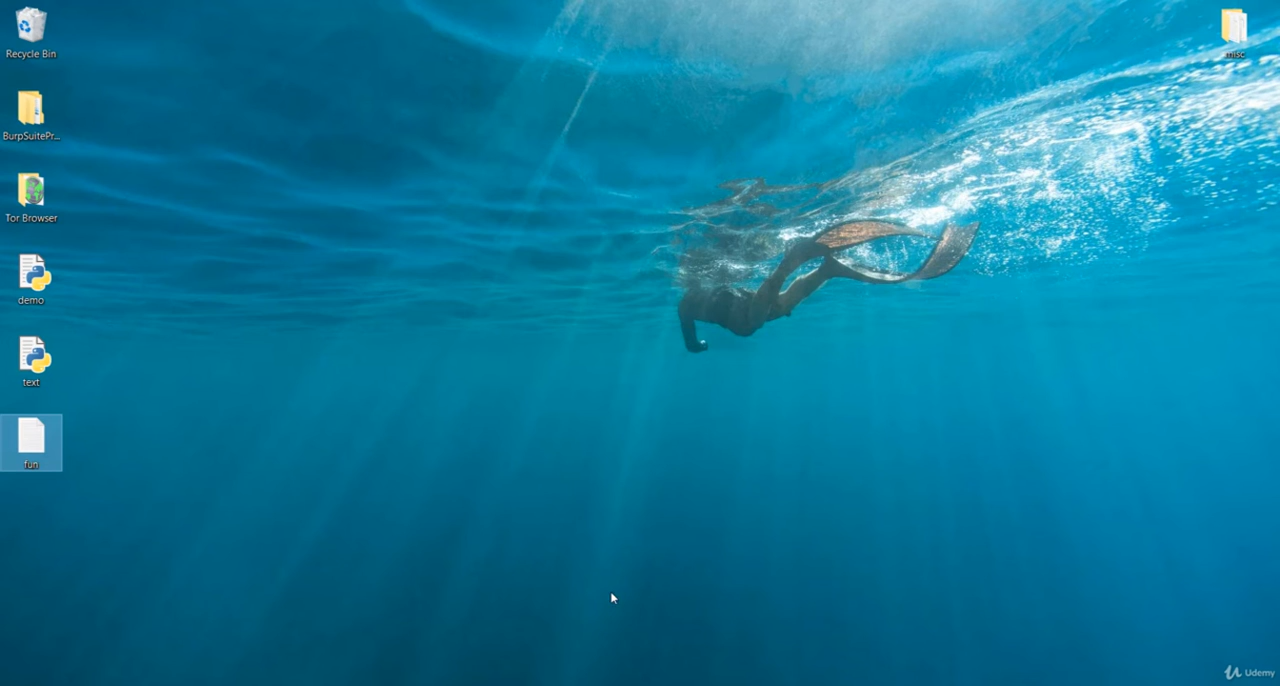 Recycle Bin
misc
BurpSuitePr...
Tor Browser
demo
text
fun
Udemy